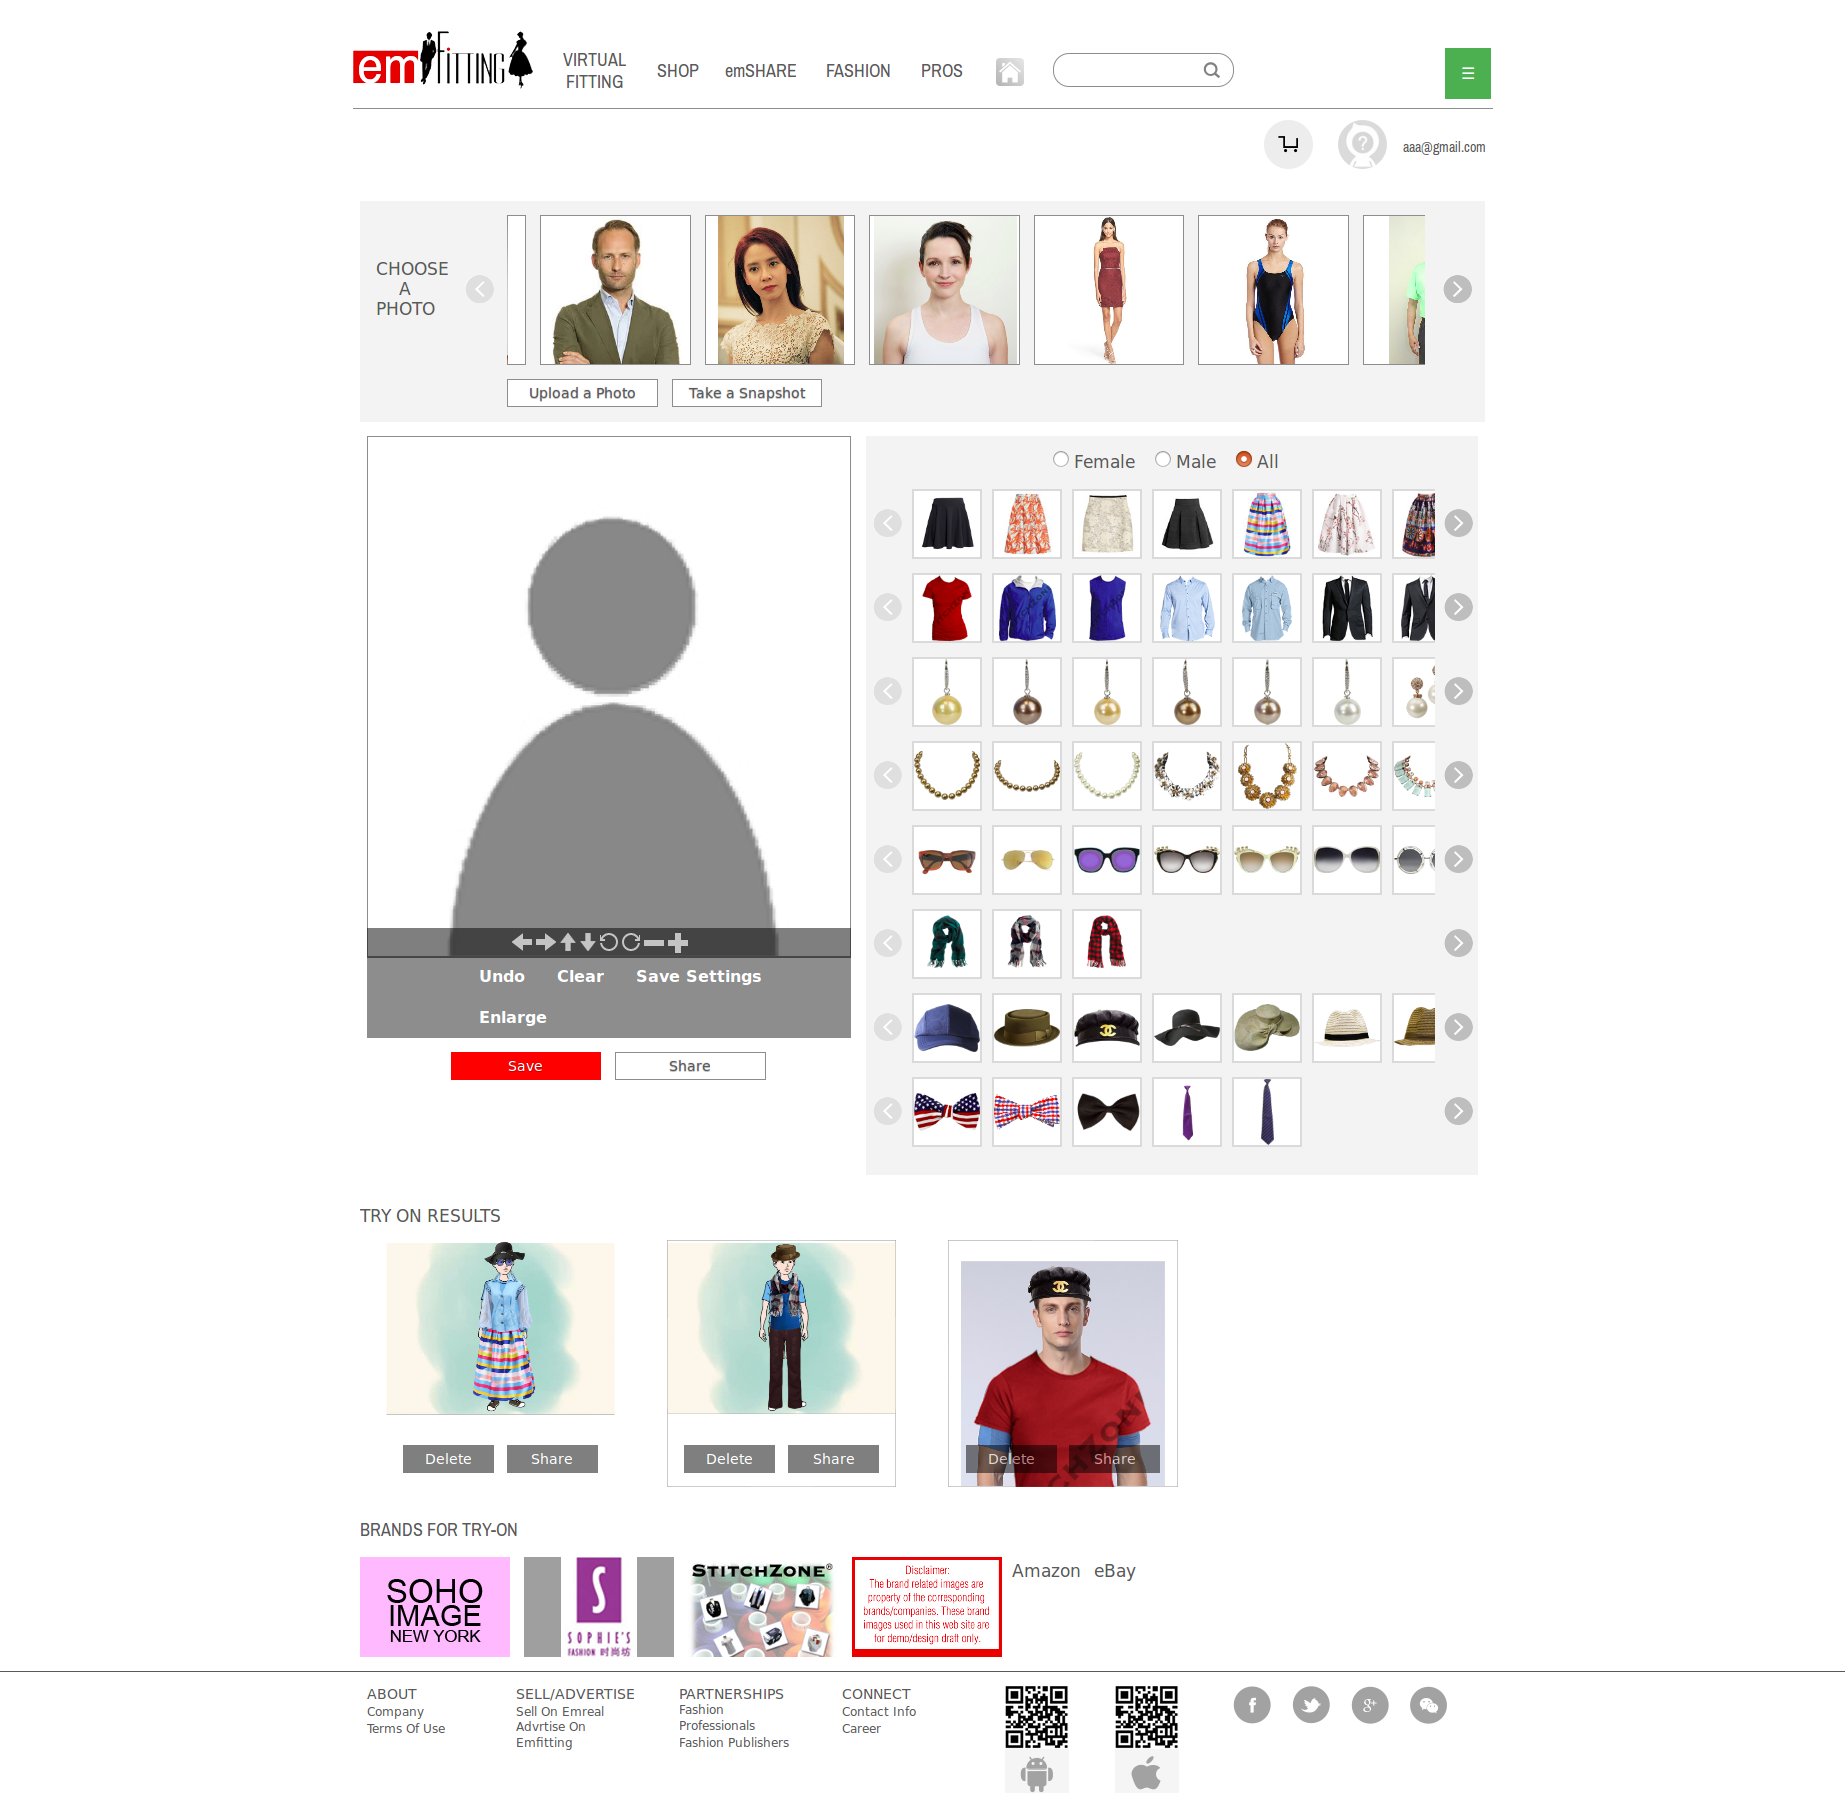 em FITTING
VIRTUAL
FITTING
SHOP
emSHARE
FASHION
PROS
aaa@gmail.com
CHOOSE
A
PHOTO
Upload a Photo
Take a Snapshot
Female
Male
All
Undo
Clear
Save Settings
Enlarge
Save
Share
TRY ON RESULTS
Delete
Share
Delete
Share
Delete
Share
BRANDS FOR TRY-ON
SOHO
IMAGE
NEW YORK
S
SOPHIE'S
FASHION 时尚坊
STITCHZONE®
Disclaimer:
The brand related images are
property of the corresponding
brands/companies. These brand
images used in this web site are
for demo/design draft only.
Amazon
eBay
ABOUT
Company
Terms Of Use
SELL/ADVERTISE
Sell On Emreal
Advrtise On
Emfitting
PARTNERSHIPS
Fashion
Professionals
Fashion Publishers
CONNECT
Contact Info
Career